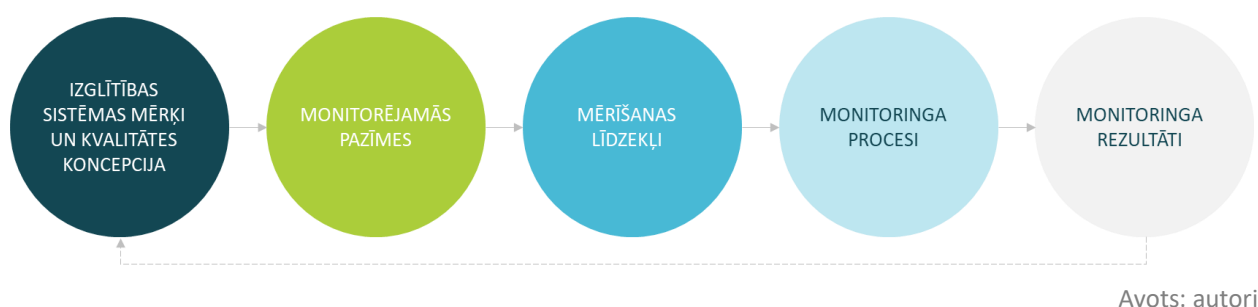 IZGLĪTĪBAS
SISTĒMAS MĒRĶI
UN KVALITĀTES
KONCEPCIJA
MONITORĒJAMĀS
PAZĪMES
MĒRĪŠANAS
LĪDZEKĻI
MONITORINGA
PROCESI
MONITORINGA
REZULTĀTI
Avots: autori